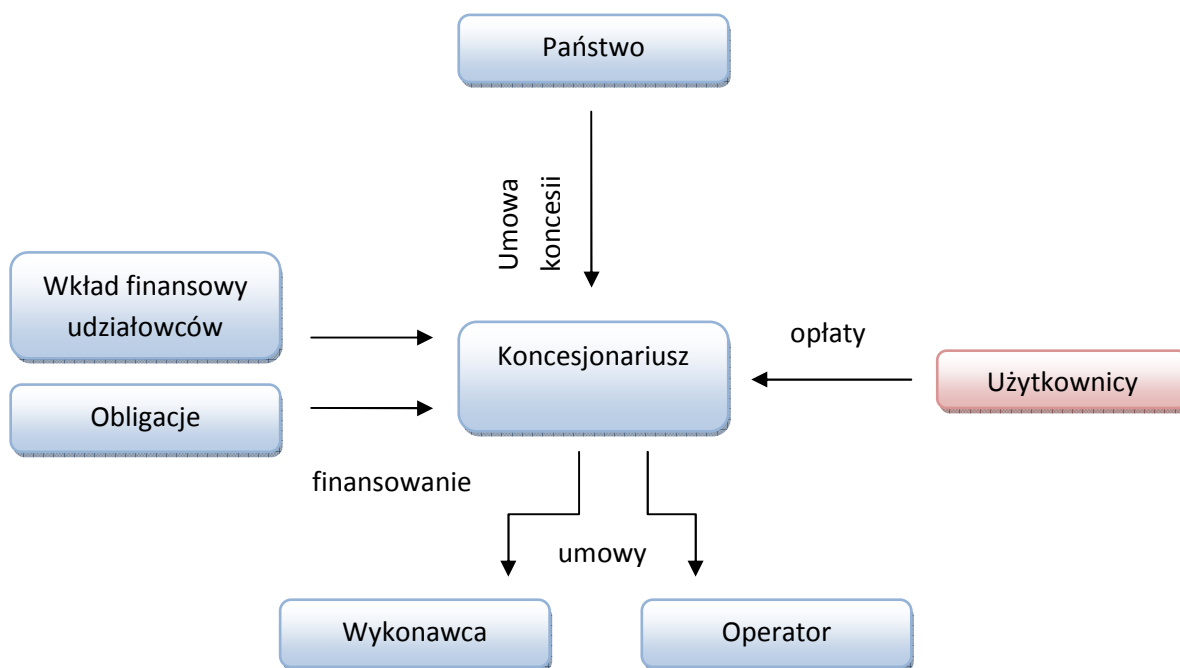 Państwo
Umowa
koncesii
Wkład finansowy
udziałowców
Koncesjonariusz
opłaty
Użytkownicy
Obligacje
finansowanie
umowy
Wykonawca
Operator